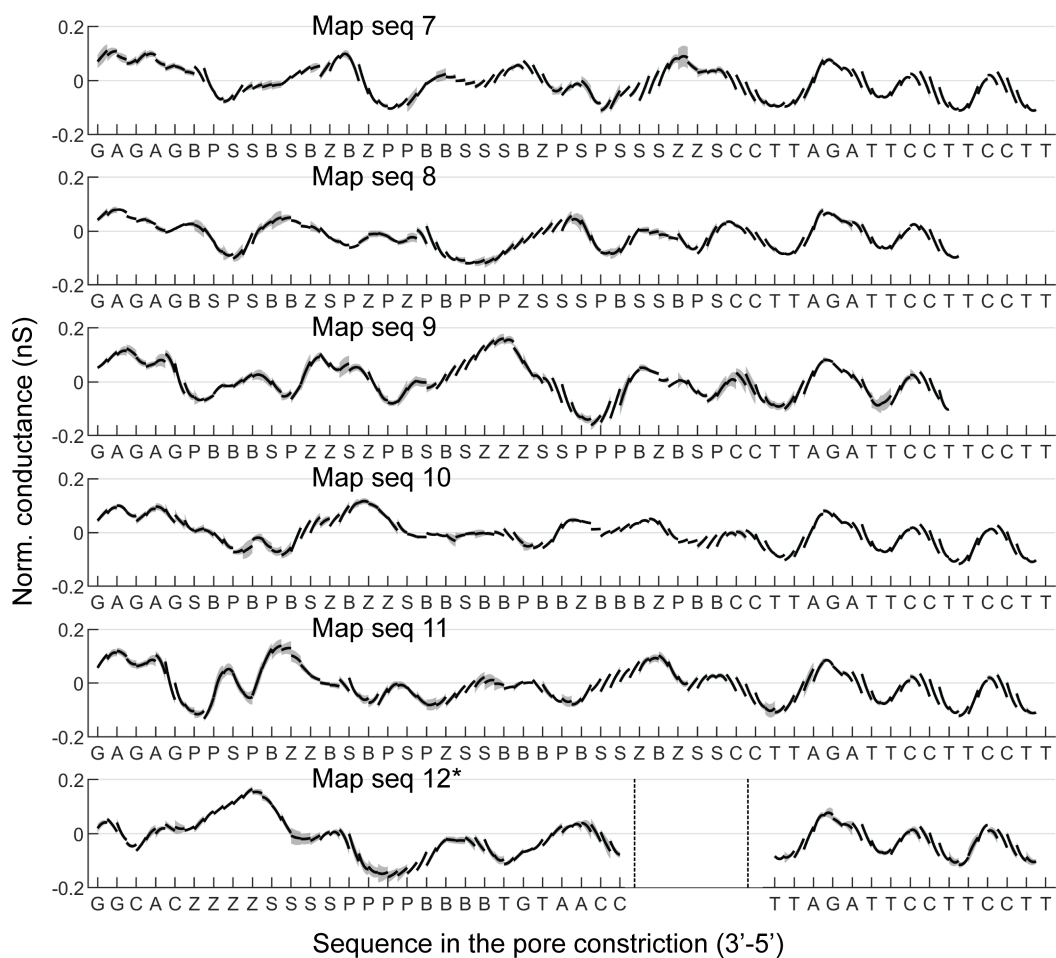 Norm. conductance (nS)
Map seq 7
0.2
0
-0.2
G A G A G B P S S B S B Z B Z P P B S S S B Z P S P S S S Z Z S C C T T A G A T T C C T T C C T T
Map seq 8
0.2
0
-0.2
G A G A G B S P S B B Z S P Z P Z P B P P P Z S S S P B S S B P S C C T T A G A T T C C T T C C T T
Map seq 9
0.2
0
-0.2
G A G A G P B B B S P Z Z S Z P B S B S Z Z Z S S P P P B Z B S P C C T T A G A T T C C T T C C T T
Map seq 10
0.2
0
-0.2
G A G A G S B P B P B S Z B Z Z S B B S B B P B B Z B B B Z P B B C C T T A G A T T C C T T C C T T
Map seq 11
0.2
0
-0.2
G A G A G P P S P B Z Z B S B P S P Z S S B B B P B S S Z B Z S S C C T T A G A T T C C T T C C T T
Map seq 12*
0.2
0
-0.2
G G C A C Z Z Z Z S S S S P P P P B B B B T G T A A C C T T A G A T T C C T T C C T T
Sequence in the pore constriction (3’-5’)